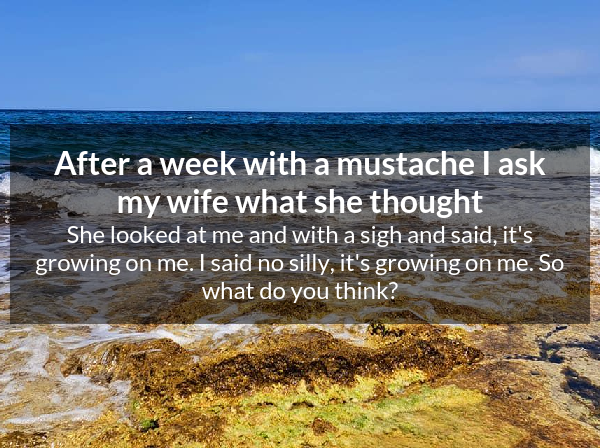 After a week with a mustache I ask
my wife what she thought
She looked at me and with a sigh and said, it's
growing on me. I said no silly, it's growing on me. So
what do you think?